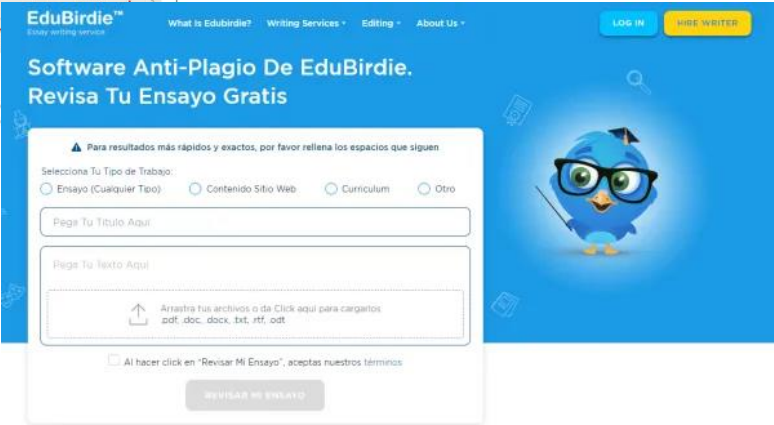 EduBirdie™
Essay writing service
What Is Edubirdie?
Writing Services
Editing
About Us
LOG IN
HIRE WRITER
Software Anti-Plagio De EduBirdie.
Revisa Tu Ensayo Gratis
Para resultados más rápidos y exactos, por favor rellena los espacios que siguen
Selecciona Tu Tipo de Trabajo:
Ensayo (Cualquier Tipo)
Contenido Sitio Web
Curriculum
Otro
Pega Tu Título Aquí
Pega Tu Texto Aquí
Arrastra tus archivos o da Click aquí para cargarlos
.pdf, .doc, .docx, .txt, .rtf, .odt
Al hacer click en "Revisar Mi Ensayo", aceptas nuestros términos
REVISAR MI ENSAYO